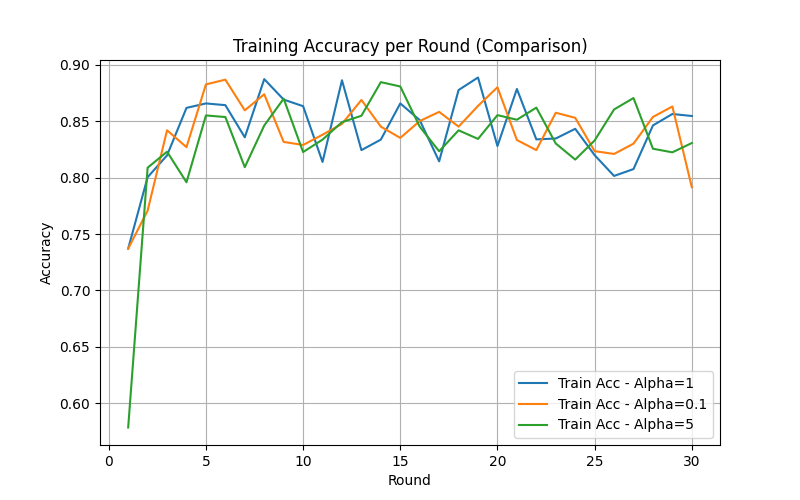 Training Accuracy per Round (Comparison)
Accuracy
0.90
0.85
0.80
0.75
0.70
0.65
0.60
0 5 10 15 20 25 30
Round
Train Acc - Alpha=1
Train Acc - Alpha=0.1
Train Acc - Alpha=5